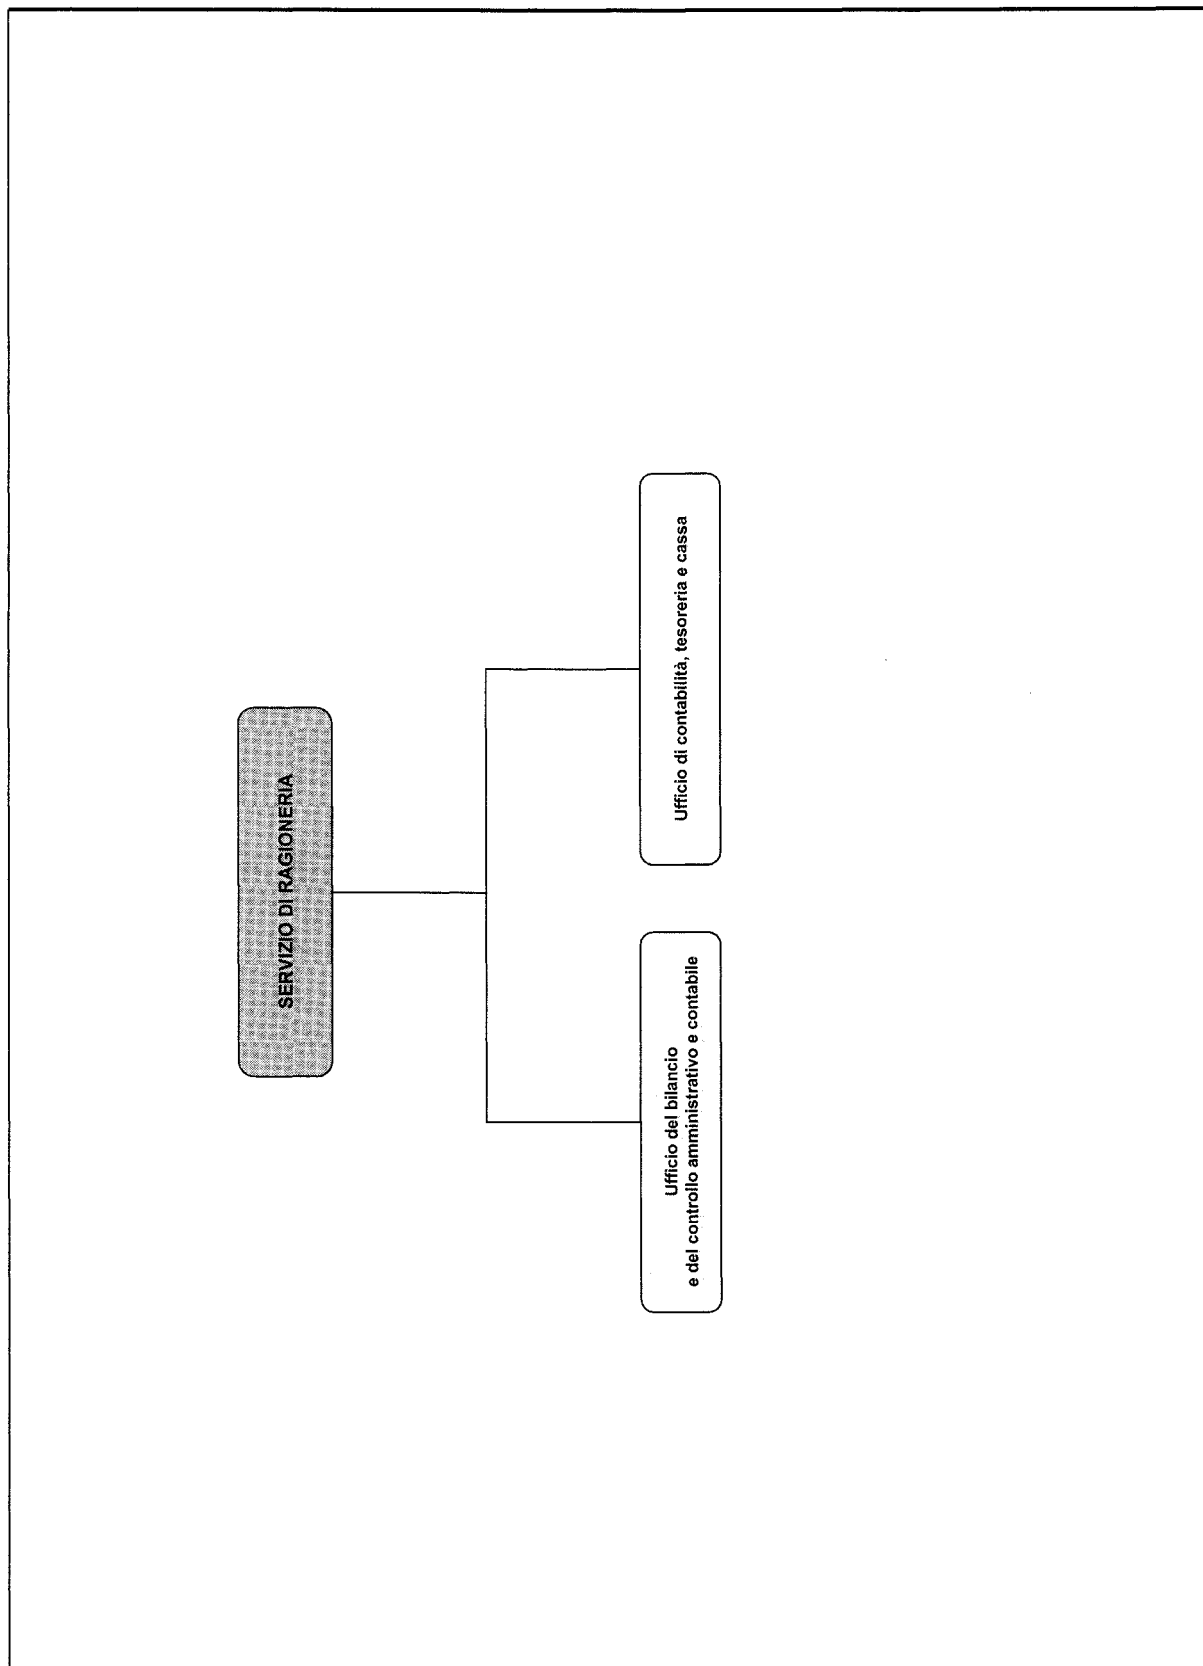 SERVIZIO DI RAGIONERIA
Ufficio del bilancio
e del controllo amministrativo e contabile
Ufficio di contabilità, tesoreria e cassa